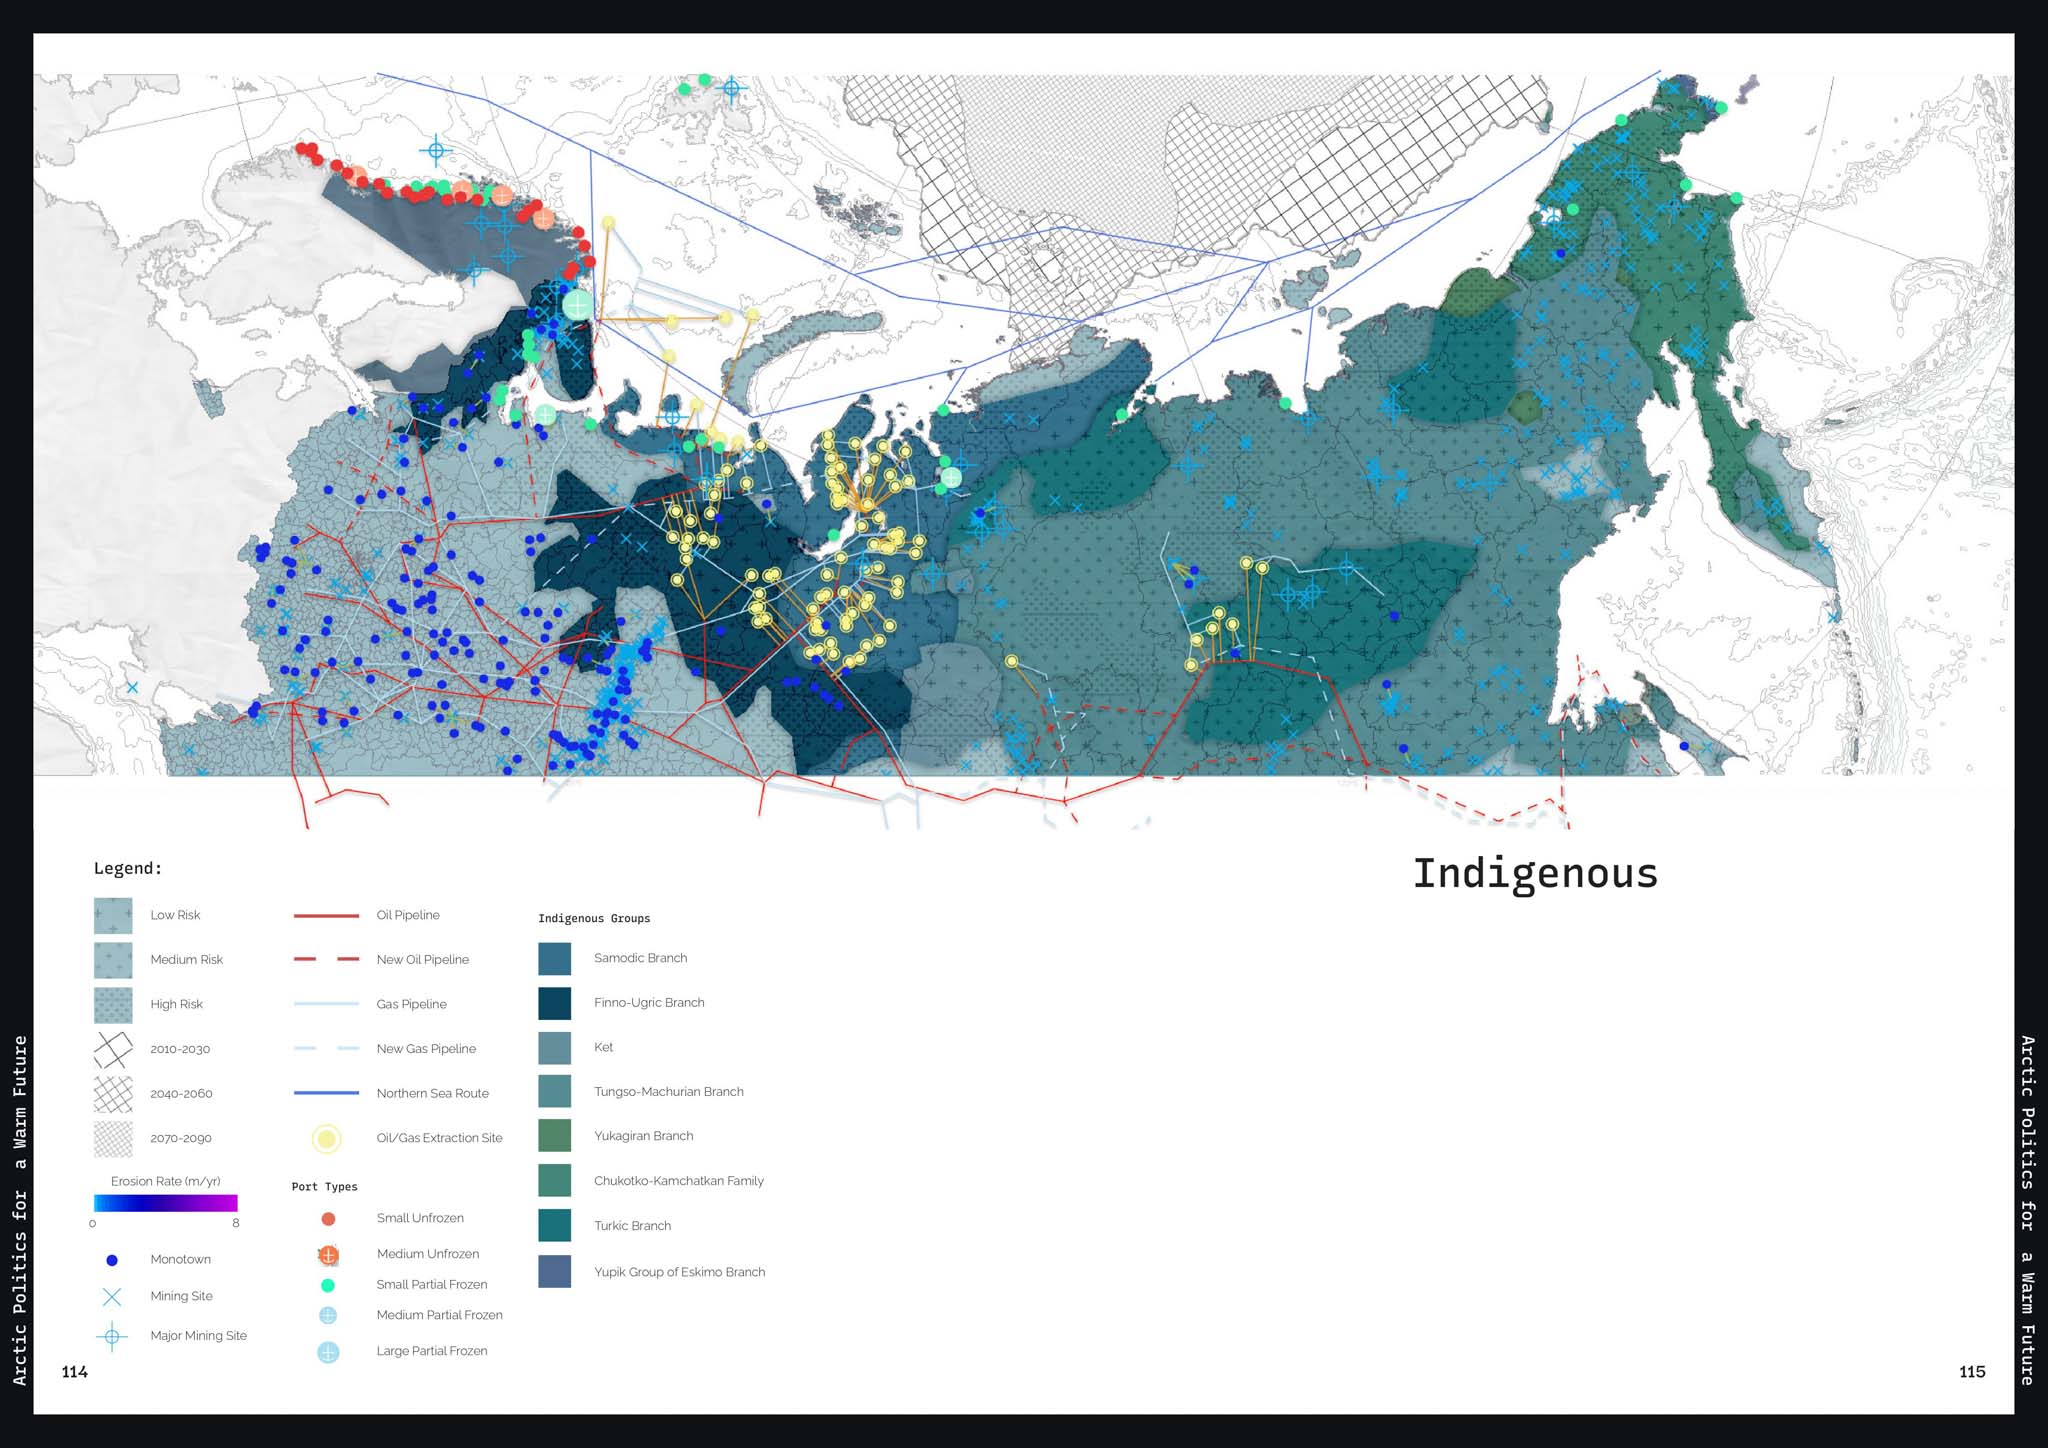 Indigenous
Legend:
Low Risk
Medium Risk
High Risk
2010-2030
2040-2060
2070-2090
Erosion Rate (m/yr)
0 8
Monotown
Mining Site
Major Mining Site
Oil Pipeline
New Oil Pipeline
Gas Pipeline
New Gas Pipeline
Northern Sea Route
Oil/Gas Extraction Site
Port Types
Small Unfrozen
Medium Unfrozen
Small Partial Frozen
Medium Partial Frozen
Large Partial Frozen
Indigenous Groups
Samodic Branch
Finno-Ugric Branch
Ket
Tungso-Machurian Branch
Yukagiran Branch
Chukotko-Kamchatkan Family
Turkic Branch
Yupik Group of Eskimo Branch
Arctic Politics for a Warm Future
114
115
Arctic Politics for a Warm Future